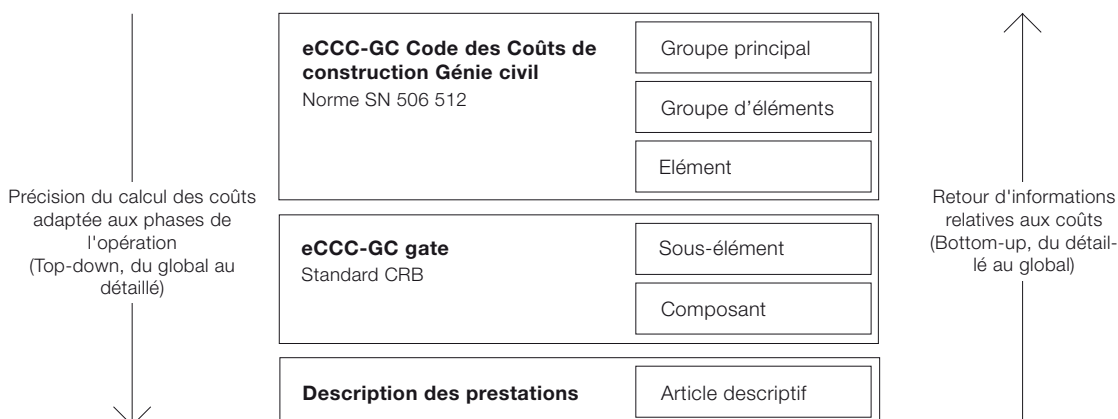 eCCC-GC Code des Coûts de
construction Génie civil
Norme SN 506 512
Groupe principal
Groupe d'éléments
Elément
Précision du calcul des coûts
adaptée aux phases de
l'opération
(Top-down, du global au
détaillé)
eCCC-GC gate
Standard CRB
Sous-élément
Composant
Retour d'informations
relatives aux coûts
(Bottom-up, du détail-
lé au global)
Description des prestations
Article descriptif